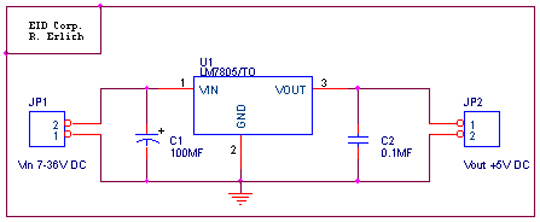 EID Corp.
R. Erlich
U1
LM7805/TO
JP1
1
VIN
VOUT
3
JP2
2
1
GND
C1
100MF
+
2
C2
0.1MF
1
2
Vin 7-36V DC
Vout +5V DC